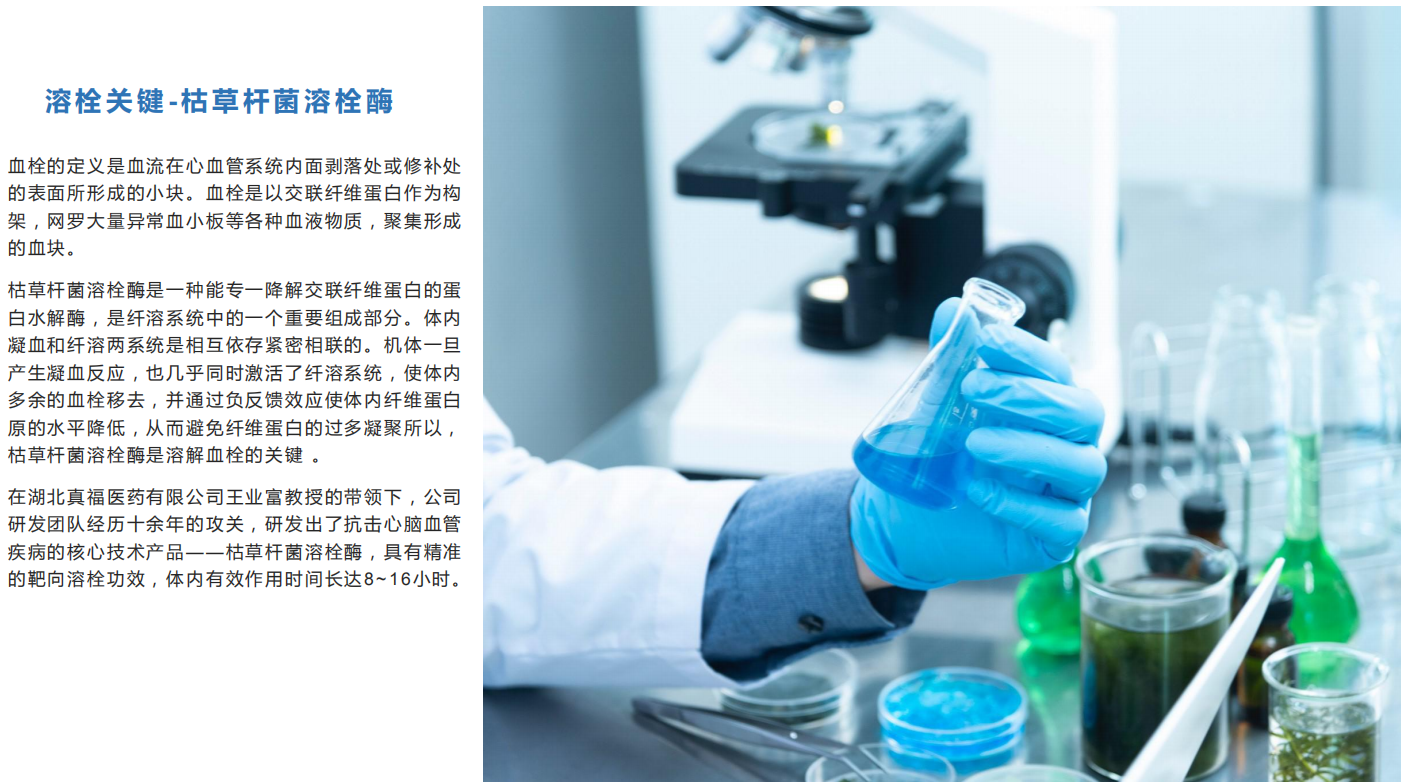 溶栓关键-枯草杆菌溶栓酶
血栓的定义是血流在心血管系统内面剥落处或修补处
的表面所形成的小块。血栓是以交联纤维蛋白作为构
架，网罗大量异常血小板等各种血液物质，聚集形成
的血块。
枯草杆菌溶栓酶是一种能专一降解交联纤维蛋白的蛋
白水解酶，是纤溶系统中的一个重要组成部分。体内
凝血和纤溶两系统是相互依存紧密相联的。机体一旦
产生凝血反应，也几乎同时激活了纤溶系统，使体内
多余的血栓移去，并通过负反馈效应使体内纤维蛋白
原的水平降低，从而避免纤维蛋白的过多凝聚所以，
枯草杆菌溶栓酶是溶解血栓的关键 。
在湖北真福医药有限公司王业富教授的带领下，公司
研发团队经历十余年的攻关，研发出了抗击心脑血管
疾病的核心技术产品——枯草杆菌溶栓酶，具有精准
的靶向溶栓功效，体内有效作用时间长达8~16小时。